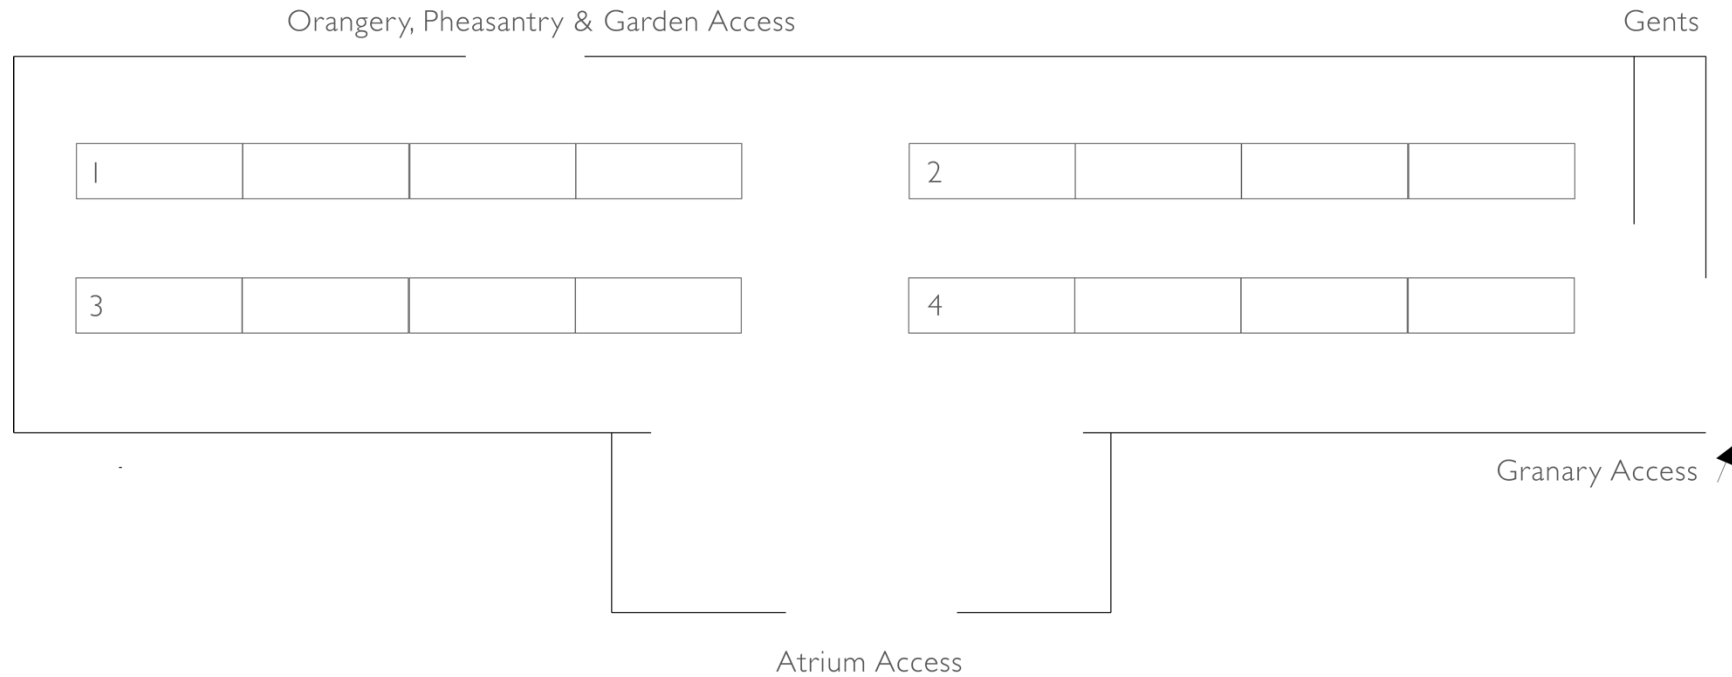 Orangery, Pheasantry & Garden Access
Gents
1
2
3
4
Granary Access
Atrium Access